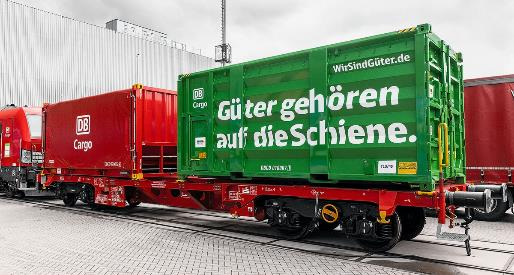 WirSindGüter.de
DB
Cargo
Güter gehören
auf die Schiene.
DB
Cargo